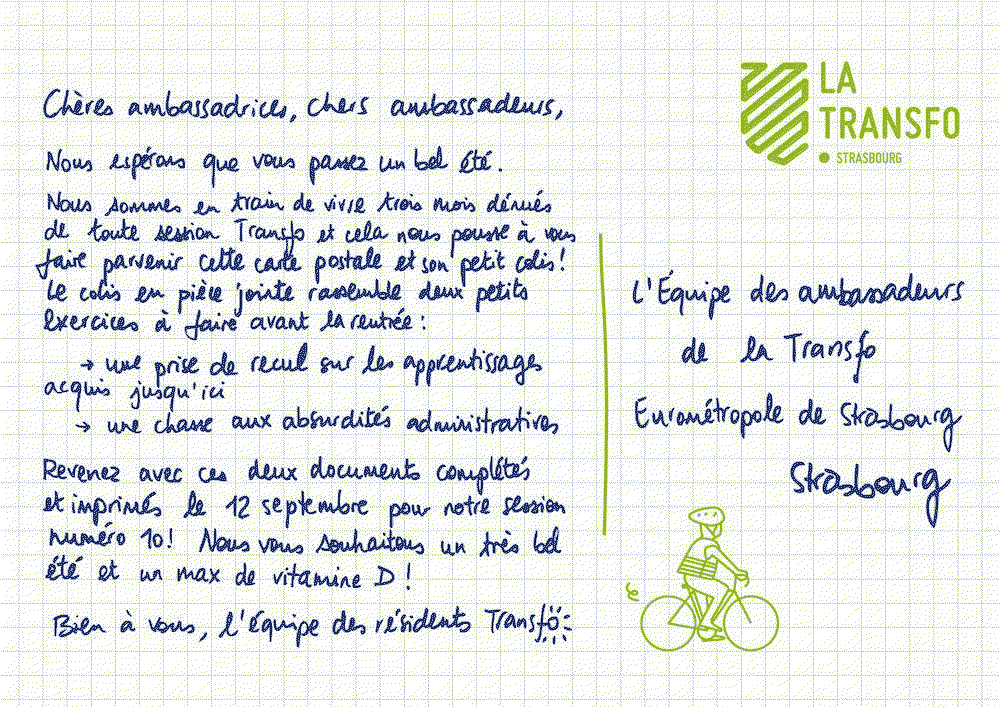 Chères ambassadrices, chers ambassadeurs,
Nous espérons que vous passez un bel été.
Nous sommes en train de vivre trois mois dénués
de toute session Transfo et cela nous pousse à vous
faire parvenir cette carte postale et son petit colis !
Le colis en pièce jointe rassemble deux petits
exercices à faire avant la rentrée :
→ une prise de recul sur les apprentissages
acquis jusqu'ici
→ une chasse aux absurdités administratives
Revenez avec ces deux documents complétés
et imprimés le 12 septembre pour notre session
numéro 10 ! Nous vous souhaitons un très bel
été et un max de vitamine D !
Bien à vous, l'équipe des résidents Transfo
LA
TRANSFO
STRASBOURG
L'Équipe des ambassadeurs
de la Transfo
Eurométropole de Strasbourg
Strasbourg